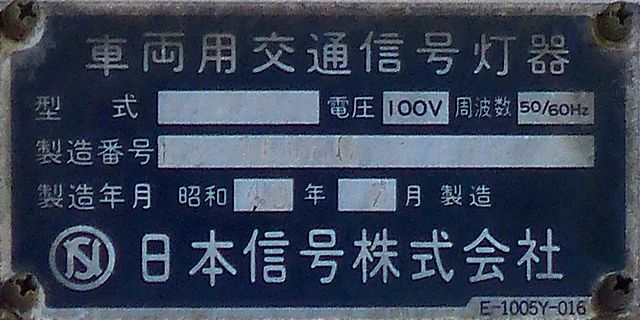 車両用交通信号灯器
型式 電圧 100V 周波数 50/60Hz
製造番号
製造年月 昭和 年 7月 製造
日本信号株式会社
E-1005Y-016